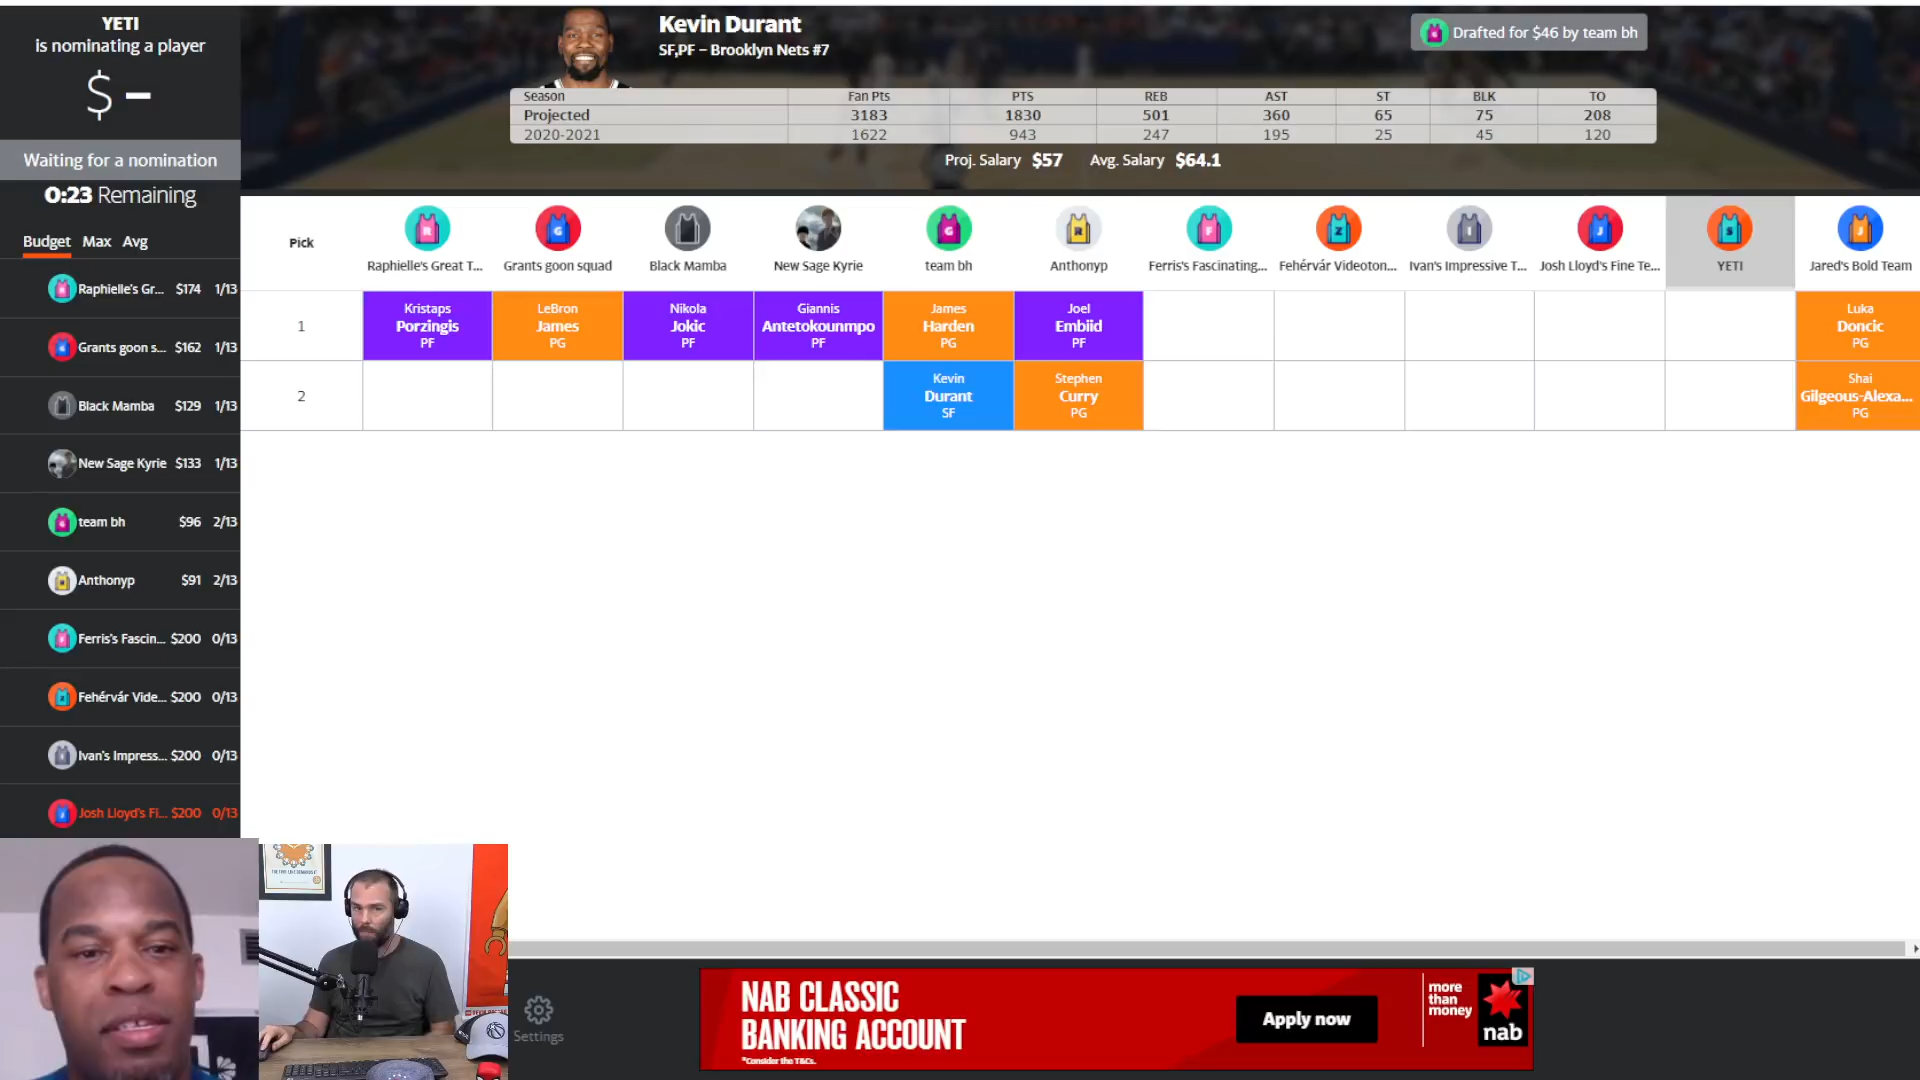 YETI
is nominating a player
$ –
Waiting for a nomination
0:23 Remaining
Budget Max Avg
Raphielle's Gr... $174 1/13
Grants goon s... $162 1/13
Black Mamba $129 1/13
New Sage Kyrie $133 1/13
team bh $96 2/13
Anthonyp $91 2/13
Ferris's Fascin... $200 0/13
Fehérvár Vide... $200 0/13
Ivan's Impress... $200 0/13
Josh Lloyd's Fi... $200 0/13
Kevin Durant
SF,PF – Brooklyn Nets #7
Drafted for $46 by team bh
Season Fan Pts PTS REB AST ST BLK TO
Projected 3183 1830 501 360 65 75 208
2020-2021 1622 943 247 195 25 45 120
Proj. Salary $57 Avg. Salary $64.1
Pick
Raphielle's Great T... Grants goon squad Black Mamba New Sage Kyrie team bh Anthonyp Ferris's Fascinating... Fehérvár Videoton... Ivan's Impressive T... Josh Lloyd's Fine Te... YETI Jared's Bold Team
1
Kristaps
Porzingis
PF
LeBron
James
PG
Nikola
Jokic
PF
Giannis
Antetokounmpo
PF
James
Harden
PG
Joel
Embiid
PF
Luka
Doncic
PG
2
Kevin
Durant
SF
Stephen
Curry
PG
Shai
Gilgeous-Alexa...
PG
Settings
NAB CLASSIC
BANKING ACCOUNT
*Consider the T&Cs.
Apply now
more
than
money
nab